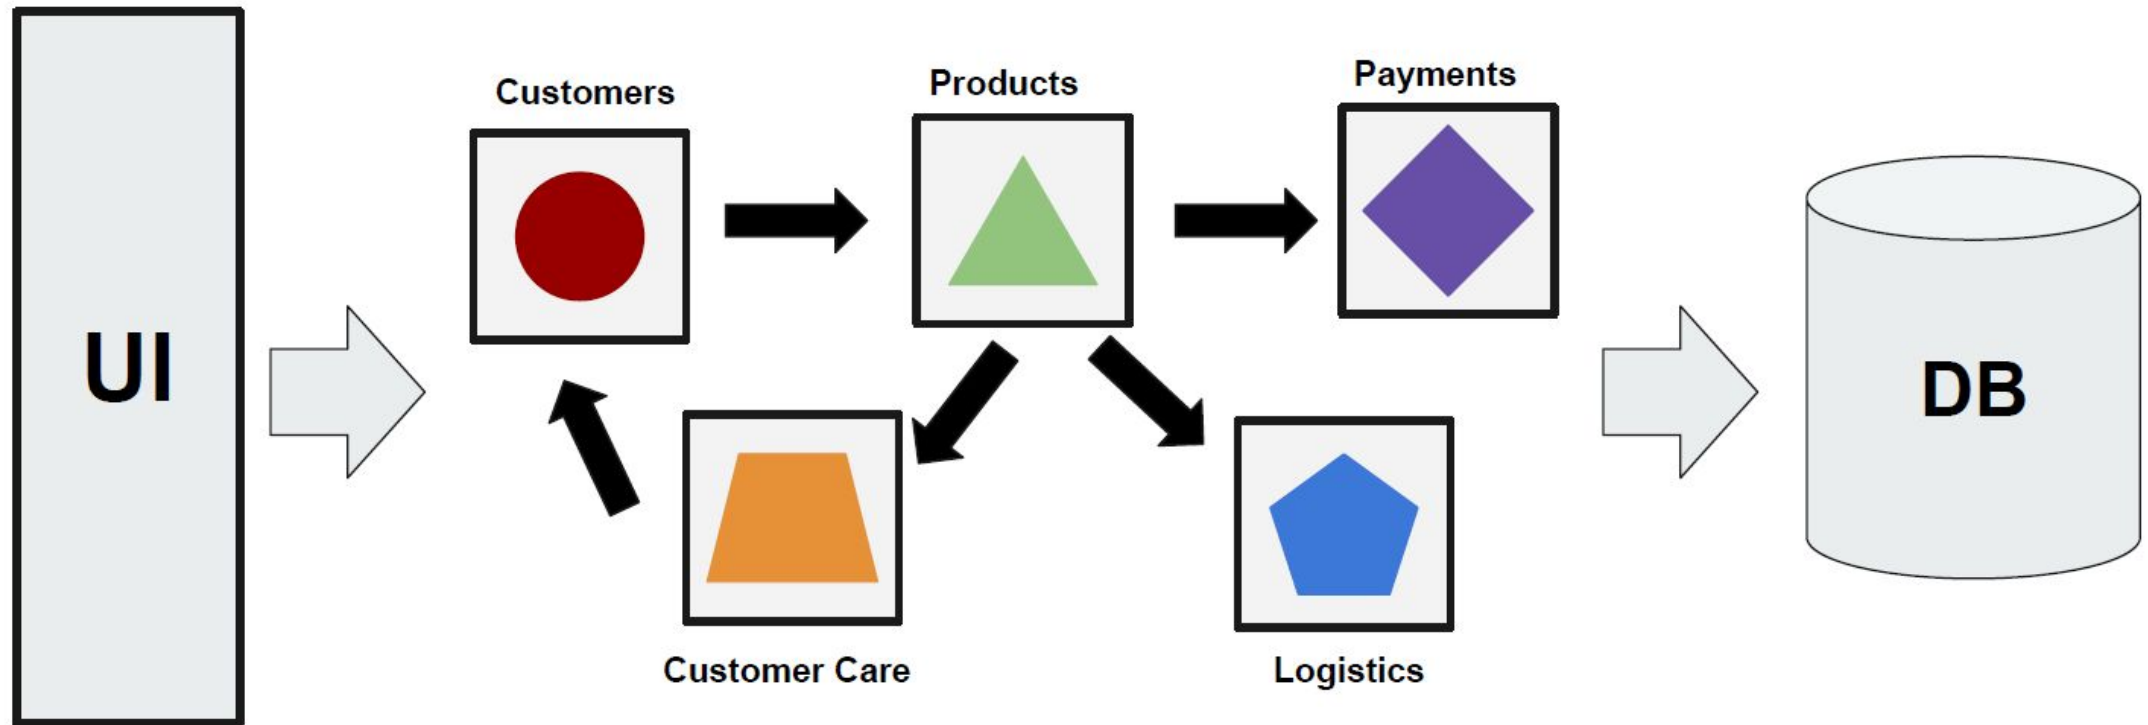 UI
Customers
Products
Payments
Customer Care
Logistics
DB